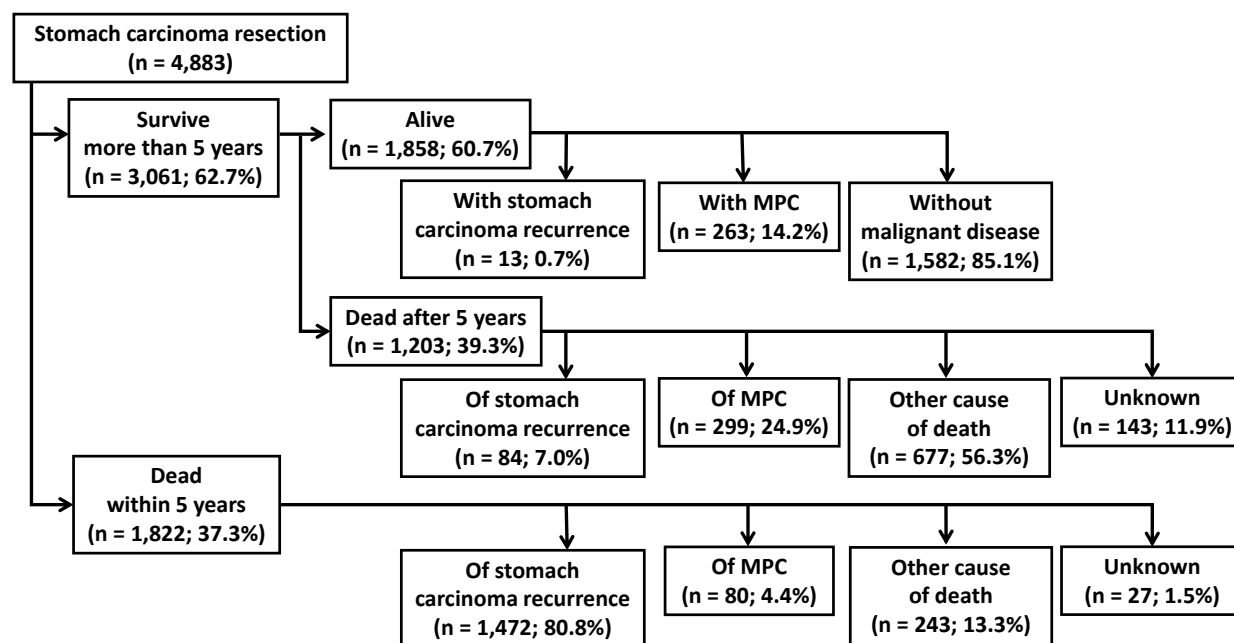 Stomach carcinoma resection
(n = 4,883)
Survive
more than 5 years
(n = 3,061; 62.7%)
Alive
(n = 1,858; 60.7%)
With stomach
carcinoma recurrence
(n = 13; 0.7%)
With MPC
(n = 263; 14.2%)
Without
malignant disease
(n = 1,582; 85.1%)
Dead after 5 years
(n = 1,203; 39.3%)
Of stomach
carcinoma recurrence
(n = 84; 7.0%)
Of MPC
(n = 299; 24.9%)
Other cause
of death
(n = 677; 56.3%)
Unknown
(n = 143; 11.9%)
Dead
within 5 years
(n = 1,822; 37.3%)
Of stomach
carcinoma recurrence
(n = 1,472; 80.8%)
Of MPC
(n = 80; 4.4%)
Other cause
of death
(n = 243; 13.3%)
Unknown
(n = 27; 1.5%)